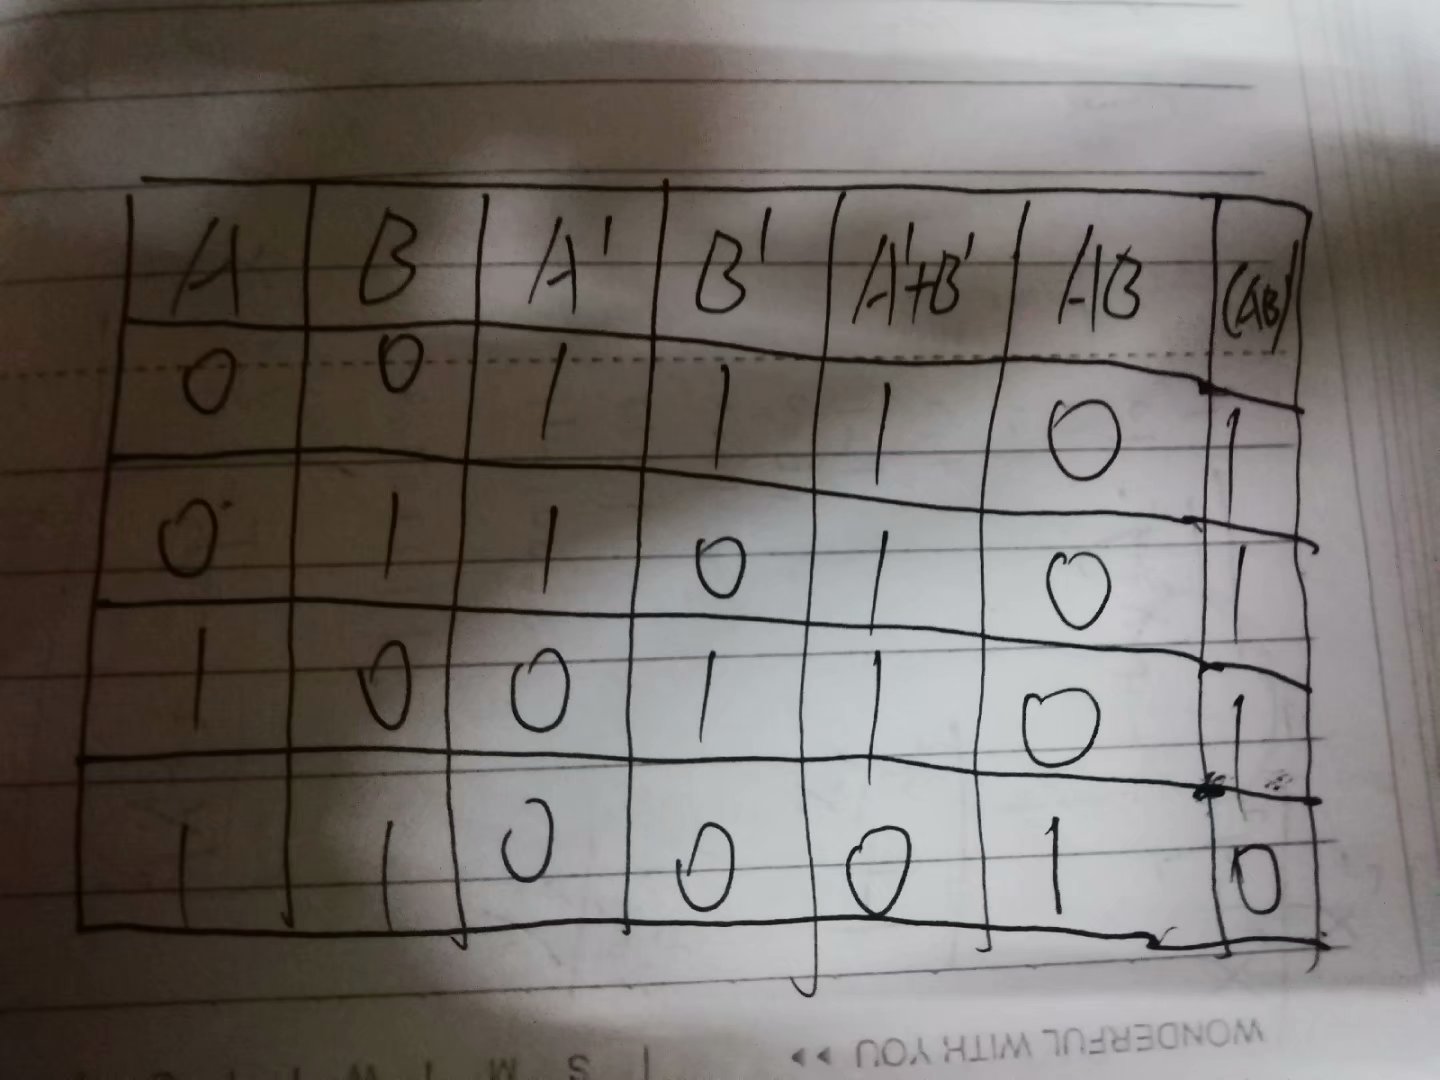 A B A' B' A'+B' AB (AB)'
0 0 1 1 1 0 1
0 1 1 0 1 0 1
1 0 0 1 1 0 1
1 1 0 0 0 1 0
WONDERFUL WITH YOU ▸▸